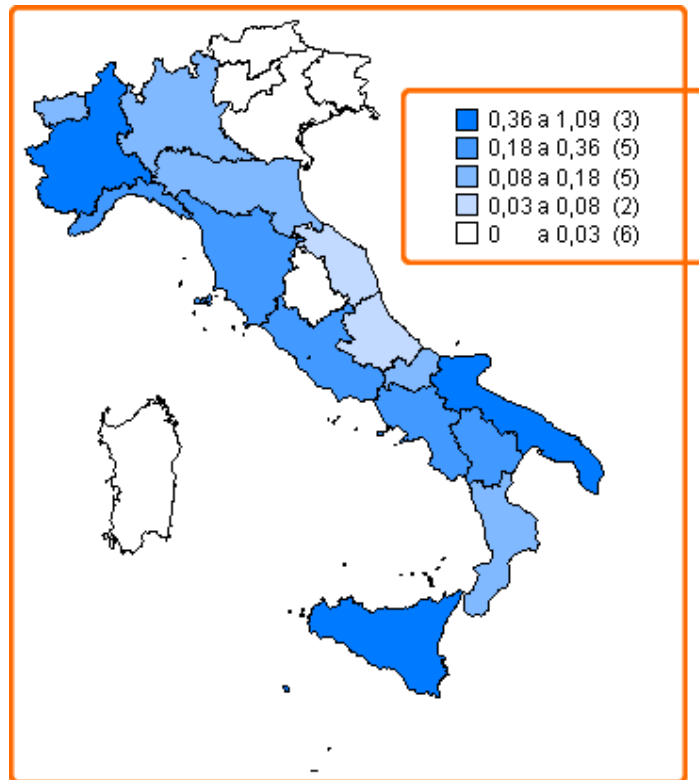 0,36 a 1,09 (3)
0,18 a 0,36 (5)
0,08 a 0,18 (5)
0,03 a 0,08 (2)
0 a 0,03 (6)